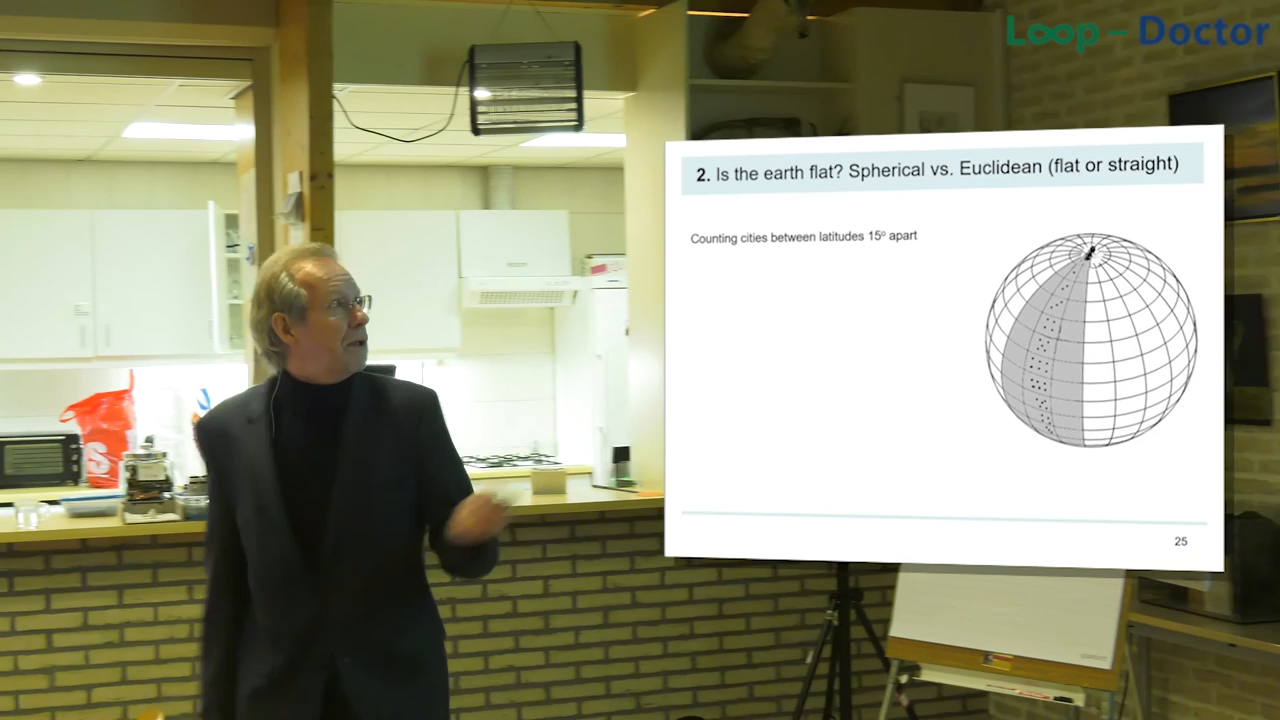 Loop – Doctor
2. Is the earth flat? Spherical vs. Euclidean (flat or straight)
Counting cities between latitudes 15º apart
25
S